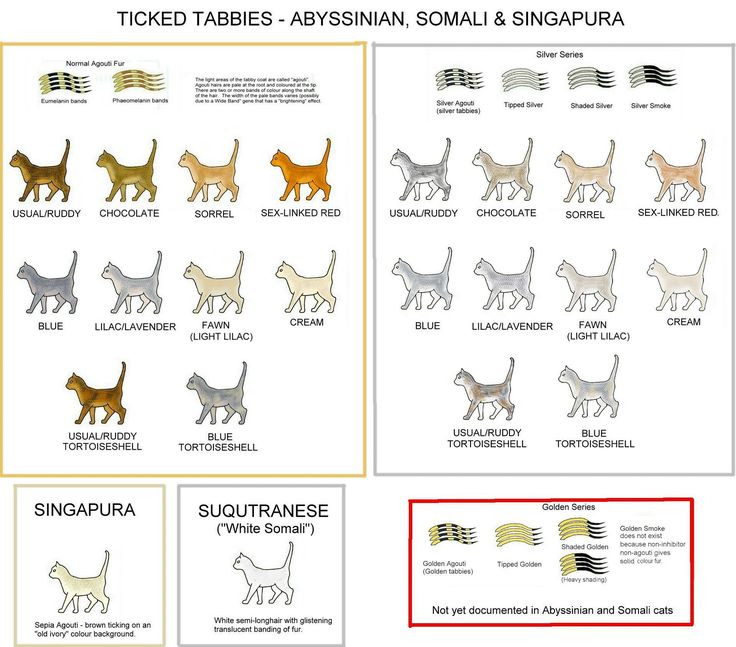 TICKED TABBIES - ABYSSINIAN, SOMALI & SINGAPURA
Normal Agouti Fur
Eumelanin bands
Phaeomelanin bands
The light areas of the tabby coat are called "agouti".
Agouti hairs are pale at the root and coloured at the tip.
There are two or more bands of colour along the shaft
of the hair. The width of the pale bands varies (possibly
due to a Wide Band" gene that has a "brightening" effect.
USUAL/RUDDY
CHOCOLATE
SORREL
SEX-LINKED RED
BLUE
LILAC/LAVENDER
FAWN
(LIGHT LILAC)
CREAM
USUAL/RUDDY
TORTOISESHELL
BLUE
TORTOISESHELL
Silver Series
Silver Agouti
(silver tabbies)
Tipped Silver
Shaded Silver
Silver Smoke
USUAL/RUDDY
CHOCOLATE
SORREL
SEX-LINKED RED.
BLUE
LILAC/LAVENDER
FAWN
(LIGHT LILAC)
CREAM
USUAL/RUDDY
TORTOISESHELL
BLUE
TORTOISESHELL
SINGAPURA
Sepia Agouti - brown ticking on an
"old ivory" colour background.
SUQUTRANESE
("White Somali")
White semi-longhair with glistening
translucent banding of fur.
Golden Series
Golden Agouti
(Golden tabbies)
Tipped Golden
Shaded Golden
(Heavy shading)
Golden Smoke
does not exist
because non-inhibitor
non-agouti gives
solid colour fur.
Not yet documented in Abyssinian and Somali cats